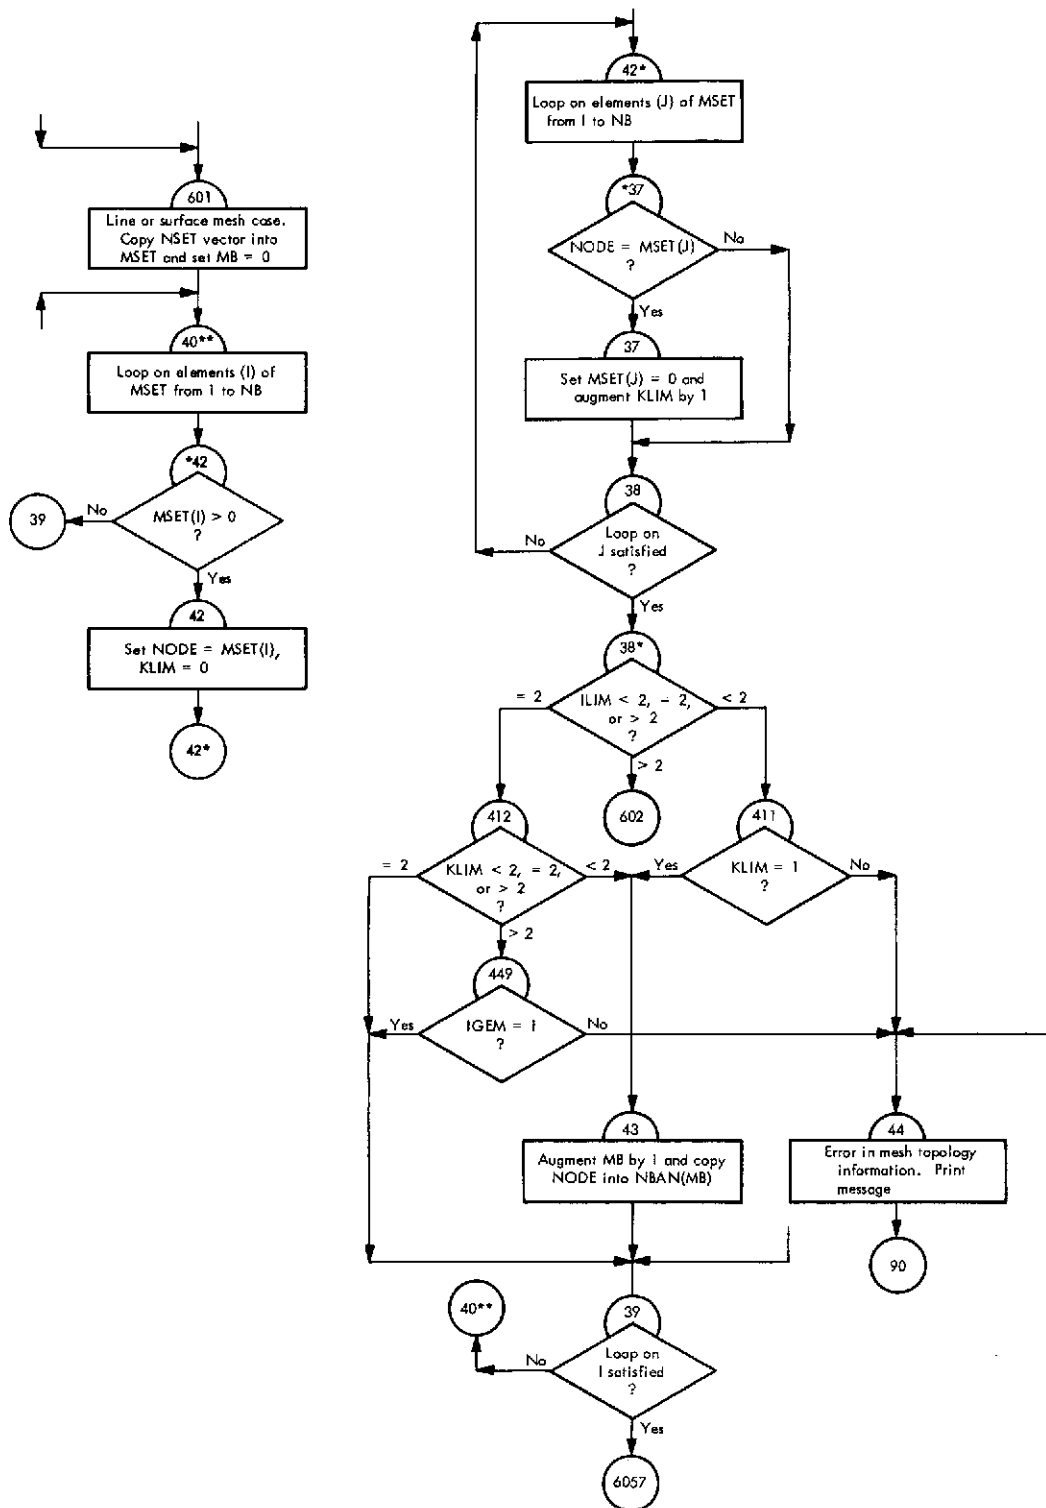 601
Line or surface mesh case.
Copy NSET vector into
MSET and set MB = 0
40**
Loop on elements (I) of
MSET from 1 to NB
*42
MSET(I) > 0
?
No
39
Yes
42
Set NODE = MSET(I),
KLIM = 0
42*
42*
Loop on elements (J) of MSET
from I to NB
*37
NODE = MSET(J)
?
No
Yes
37
Set MSET(J) = 0 and
augment KLIM by 1
38
Loop on
J satisfied
?
No
Yes
38*
ILIM < 2, = 2,
or > 2
?
= 2
< 2
> 2
602
412
KLIM < 2, = 2,
or > 2
?
= 2
< 2
> 2
411
KLIM = 1
?
Yes
No
449
IGEM = 1
?
Yes
No
43
Augment MB by 1 and copy
NODE into NBAN(MB)
44
Error in mesh topology
information. Print
message
90
40**
39
Loop on
I satisfied
?
No
Yes
6057